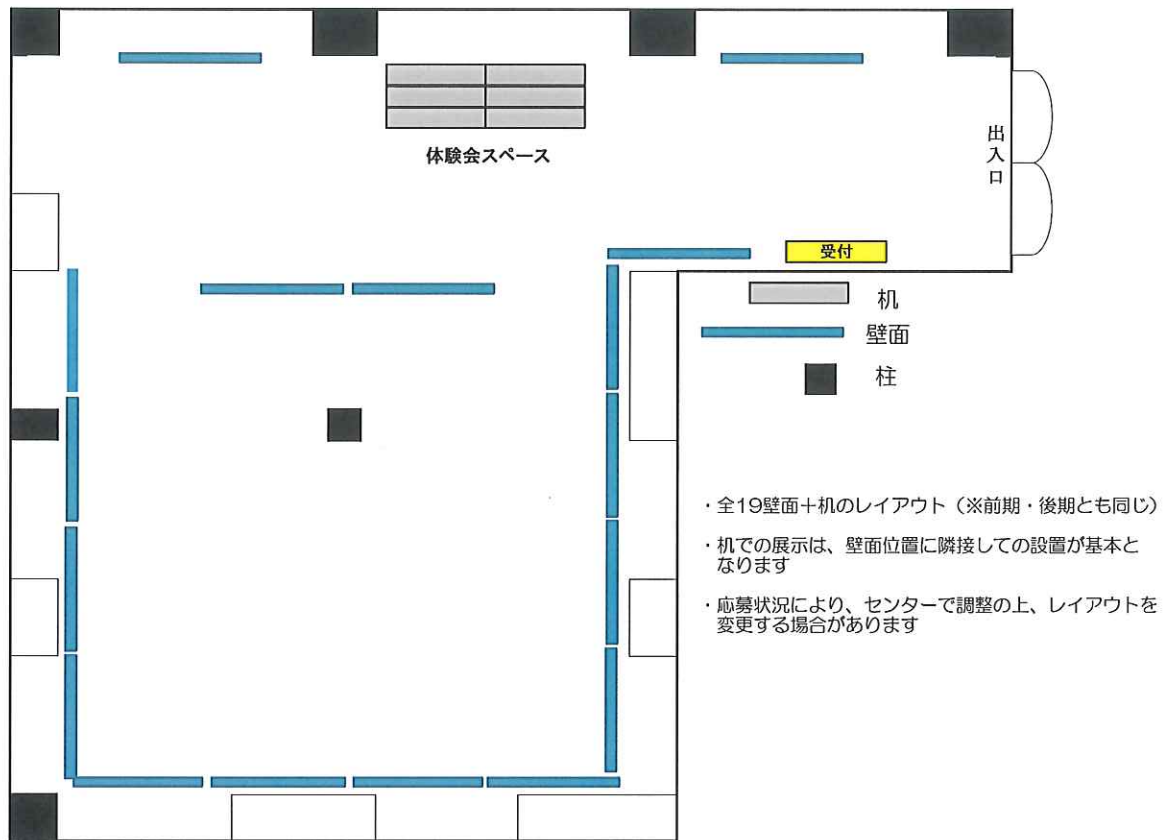 体験会スペース
出入口
受付
机
壁面
柱
・全19壁面＋机のレイアウト（※前期・後期とも同じ）
・机での展示は、壁面位置に隣接しての設置が基本と
なります
・応募状況により、センターで調整の上、レイアウトを
変更する場合があります